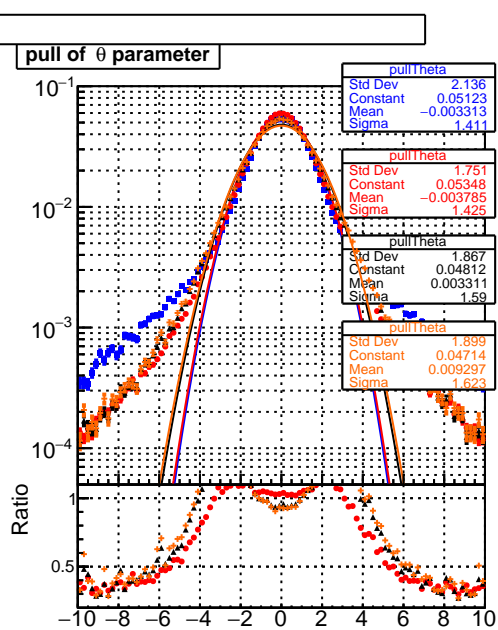 pull of θ parameter
pullTheta
Std Dev 2.136
Constant 0.05123
Mean −0.003313
Sigma 1.411
pullTheta
Std Dev 1.751
Constant 0.05348
Mean −0.003785
Sigma 1.425
pullTheta
Std Dev 1.867
Constant 0.04812
Mean 0.003311
Sigma 1.59
pullTheta
Std Dev 1.899
Constant 0.04714
Mean 0.009297
Sigma 1.623
10−1
10−2
10−3
10−4
Ratio
1
0.5
−10 −8 −6 −4 −2 0 2 4 6 8 10